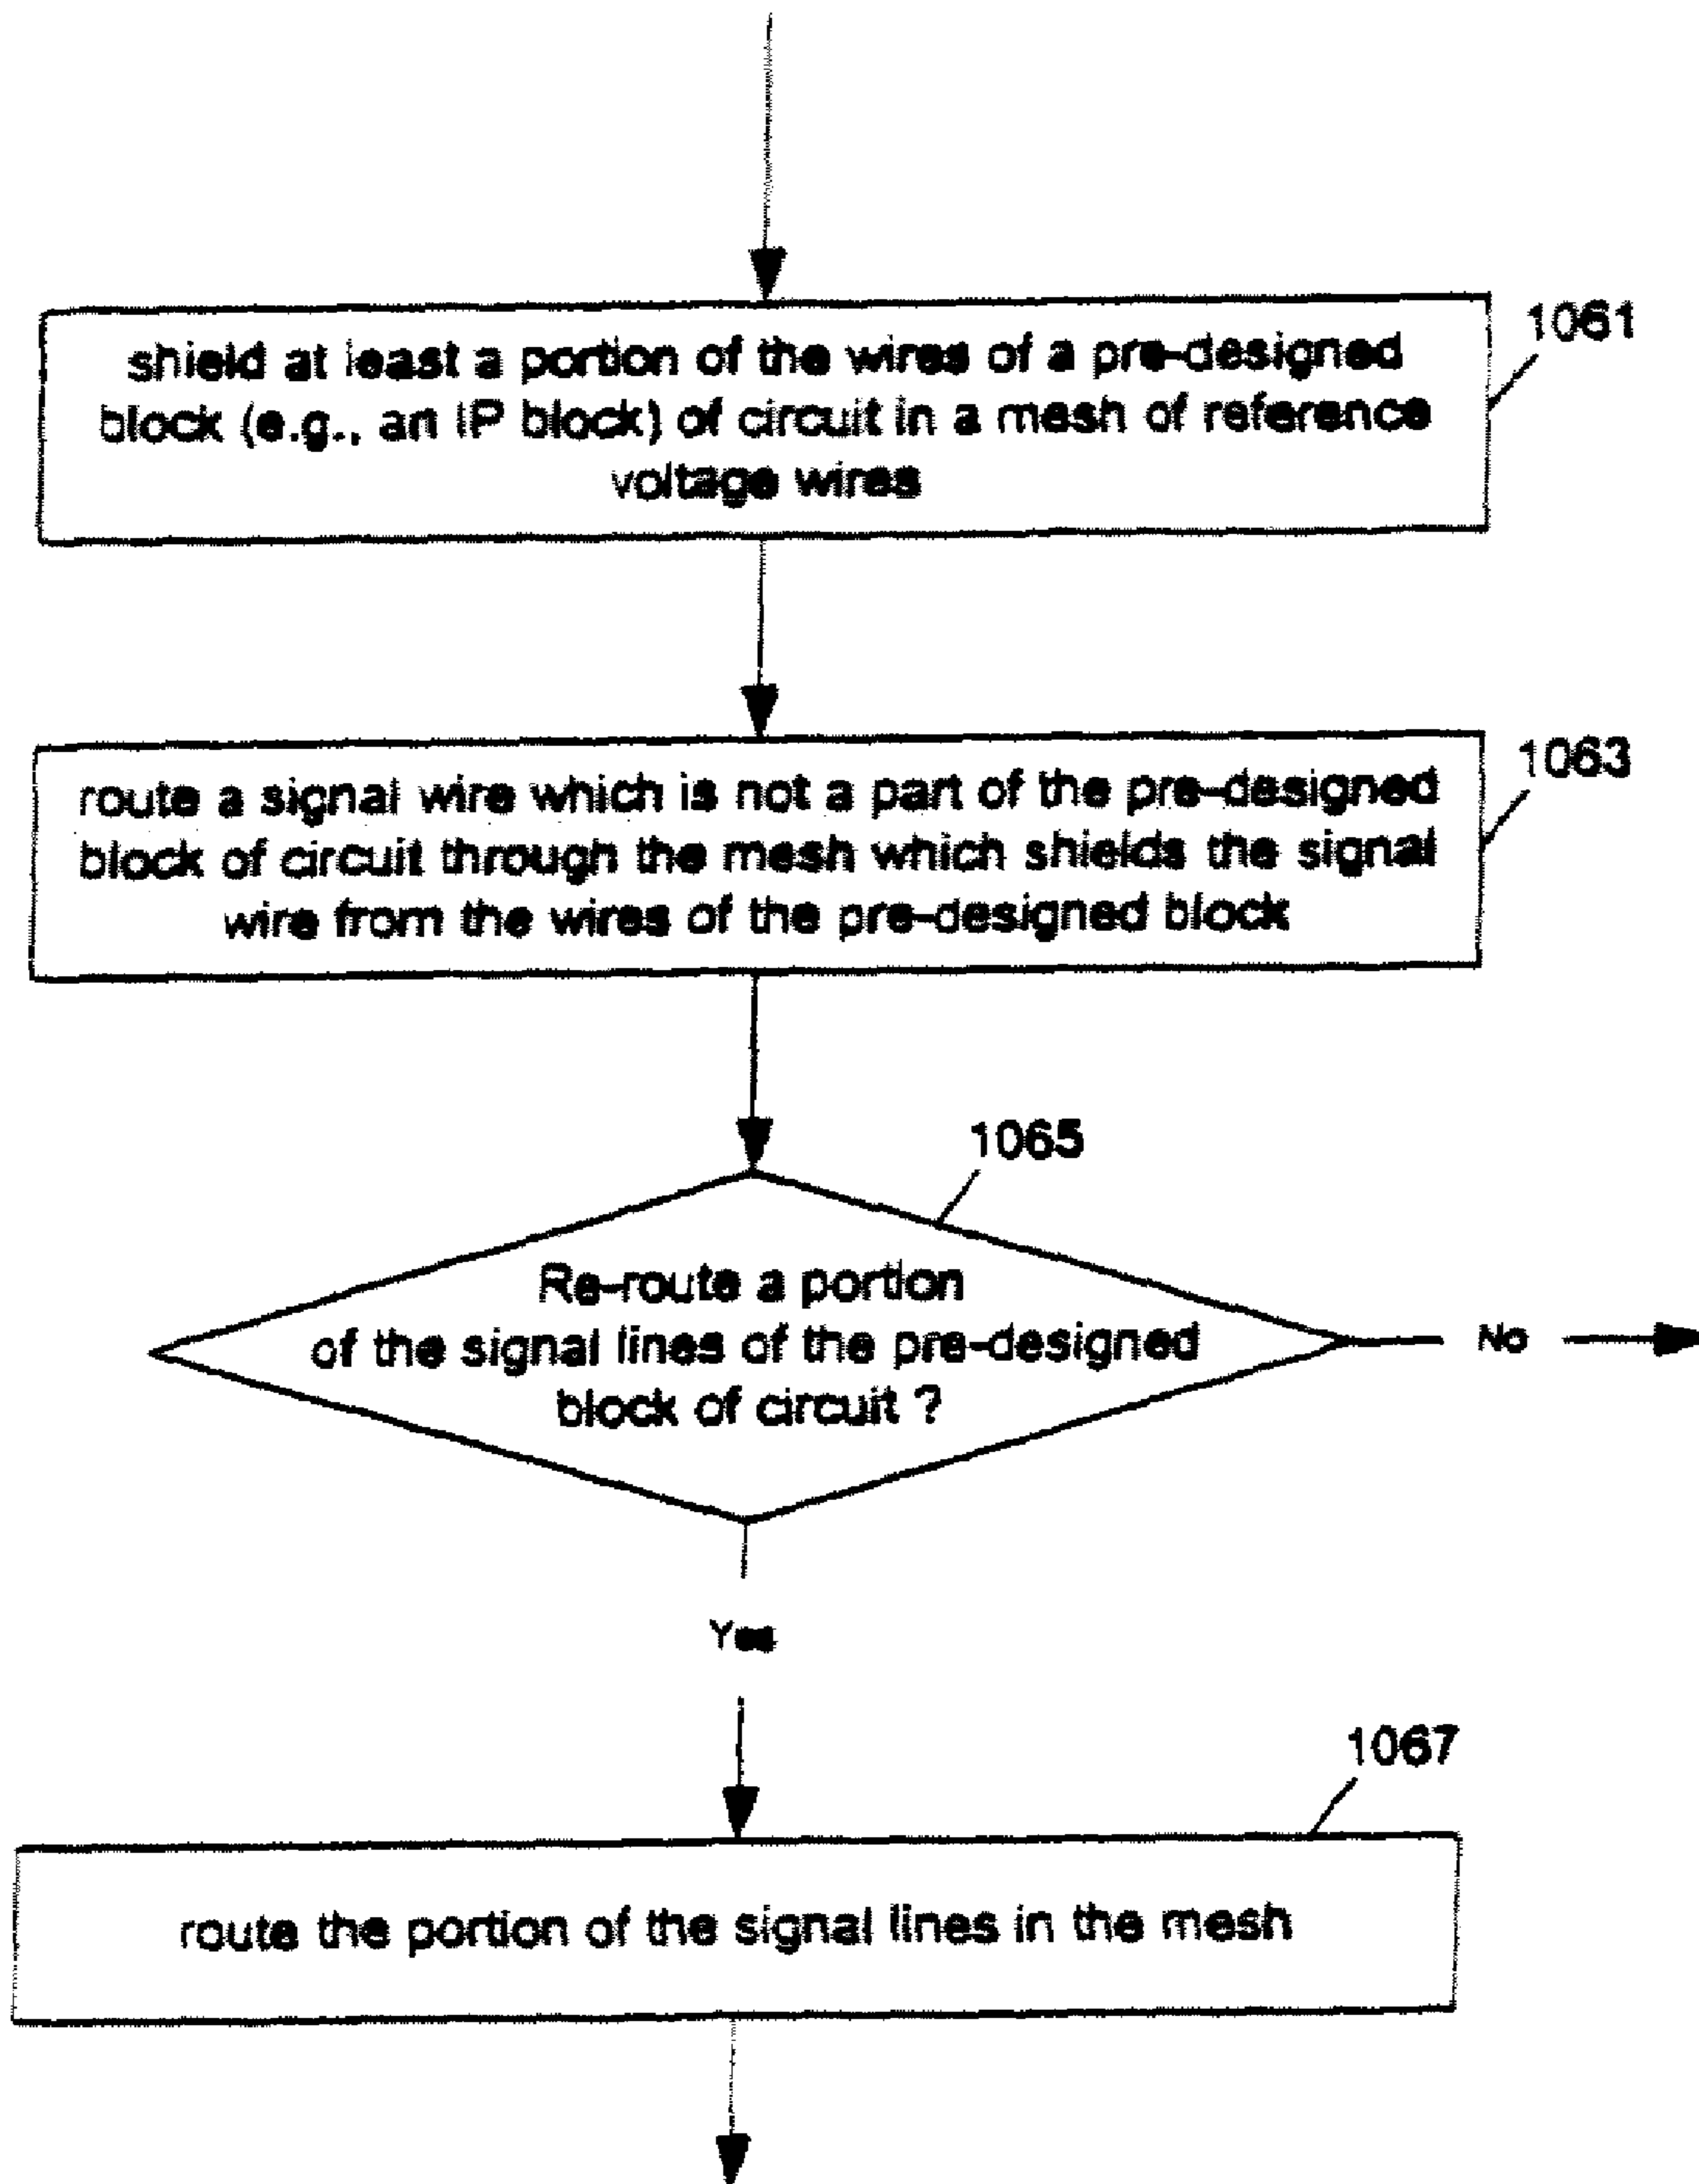 1061
shield at least a portion of the wires of a pre-designed
block (e.g., an IP block) of circuit in a mesh of reference
voltage wires
1063
route a signal wire which is not a part of the pre-designed
block of circuit through the mesh which shields the signal
wire from the wires of the pre-designed block
1065
Re-route a portion
of the signal lines of the pre-designed
block of circuit ?
No
Yes
1067
route the portion of the signal lines in the mesh